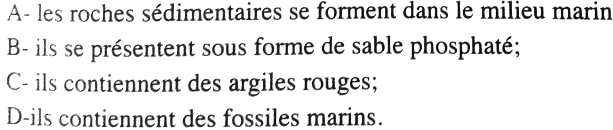 A- les roches sédimentaires se forment dans le milieu marin
B- ils se présentent sous forme de sable phosphaté;
C- ils contiennent des argiles rouges;
D-ils contiennent des fossiles marins.